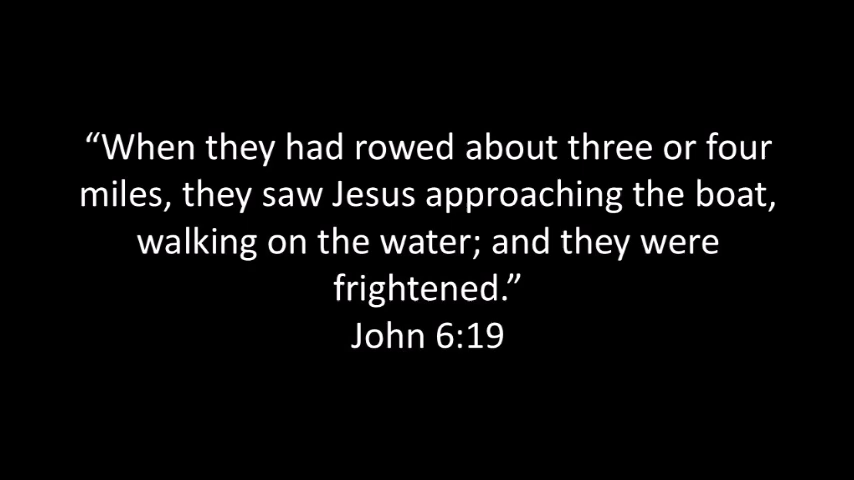 “When they had rowed about three or four
miles, they saw Jesus approaching the boat,
walking on the water; and they were
frightened.”
John 6:19